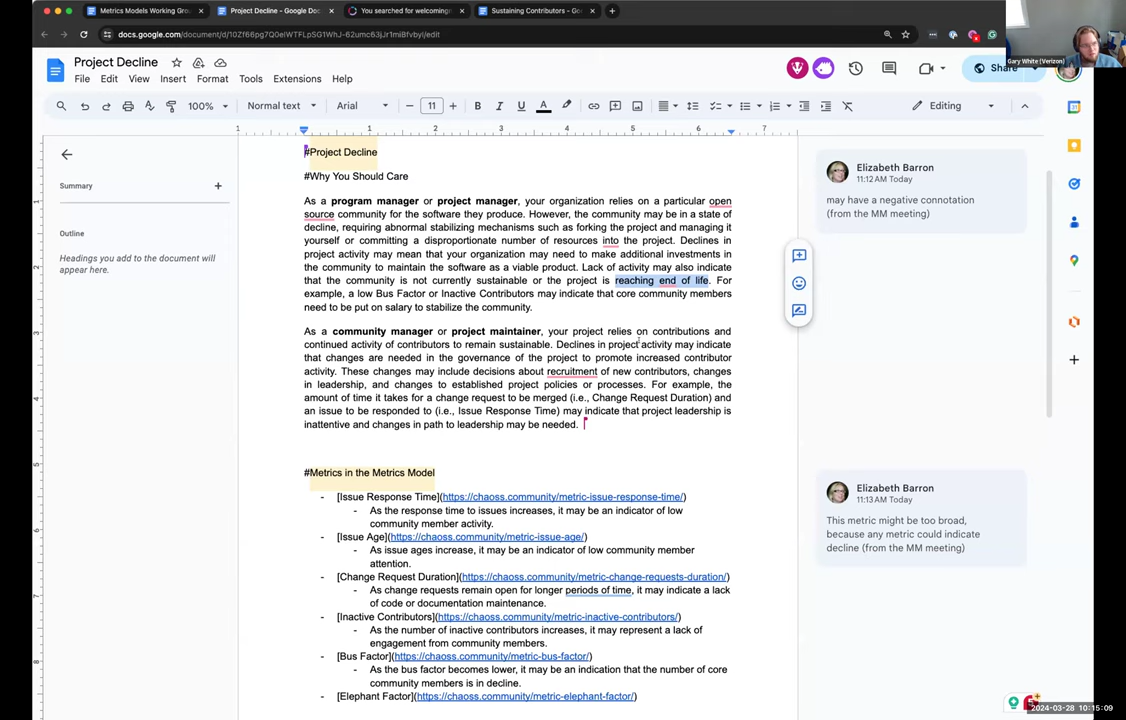 Metrics Models Working Grou
Project Decline - Google Doc
You searched for welcomingn
Sustaining Contributors - Go
docs.google.com/document/d/10Zf66pg7Q0eIWTFLpSG1WhJ-62umc63jJr1mi8fvbyI/edit
Gary White (Verizon)
Project Decline
File Edit View Insert Format Tools Extensions Help
Share
100% Normal text Arial 11 B I U A Editing
1 1 2 3 4 5 6 7
#Project Decline
#Why You Should Care
Summary
Outline
Headings you add to the document will
appear here.
As a program manager or project manager, your organization relies on a particular open
source community for the software they produce. However, the community may be in a state of
decline, requiring abnormal stabilizing mechanisms such as forking the project and managing it
yourself or committing a disproportionate number of resources into the project. Declines in
project activity may mean that your organization may need to make additional investments in
the community to maintain the software as a viable product. Lack of activity may also indicate
that the community is not currently sustainable or the project is reaching end of life. For
example, a low Bus Factor or Inactive Contributors may indicate that core community members
need to be put on salary to stabilize the community.
As a community manager or project maintainer, your project relies on contributions and
continued activity of contributors to remain sustainable. Declines in project activity may indicate
that changes are needed in the governance of the project to promote increased contributor
activity. These changes may include decisions about recruitment of new contributors, changes
in leadership, and changes to established project policies or processes. For example, the
amount of time it takes for a change request to be merged (i.e., Change Request Duration) and
an issue to be responded to (i.e., Issue Response Time) may indicate that project leadership is
inattentive and changes in path to leadership may be needed.
#Metrics in the Metrics Model
- [Issue Response Time](https://chaoss.community/metric-issue-response-time/)
- As the response time to issues increases, it may be an indicator of low
community member activity.
- [Issue Age](https://chaoss.community/metric-issue-age/)
- As issue ages increase, it may be an indicator of low community member
attention.
- [Change Request Duration](https://chaoss.community/metric-change-requests-duration/)
- As change requests remain open for longer periods of time, it may indicate a lack
of code or documentation maintenance.
- [Inactive Contributors](https://chaoss.community/metric-inactive-contributors/)
- As the number of inactive contributors increases, it may represent a lack of
engagement from community members.
- [Bus Factor](https://chaoss.community/metric-bus-factor/)
- As the bus factor becomes lower, it may be an indication that the number of core
community members is in decline.
- [Elephant Factor](https://chaoss.community/metric-elephant-factor/)
Elizabeth Barron
11:12 AM Today
may have a negative connotation
(from the MM meeting)
Elizabeth Barron
11:13 AM Today
This metric might be too broad,
because any metric could indicate
decline (from the MM meeting)
2024-03-28 10:15:09